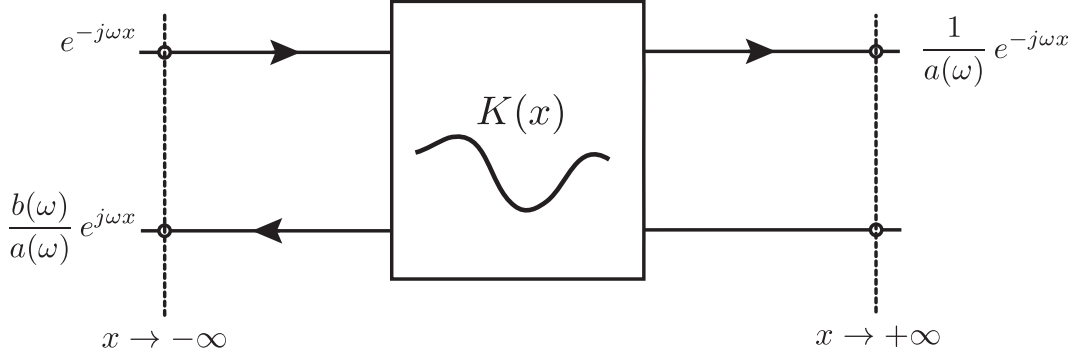 e^{-jωx}
K(x)
\frac{1}{a(ω)} e^{-jωx}
\frac{b(ω)}{a(ω)} e^{jωx}
x → −∞
x → +∞